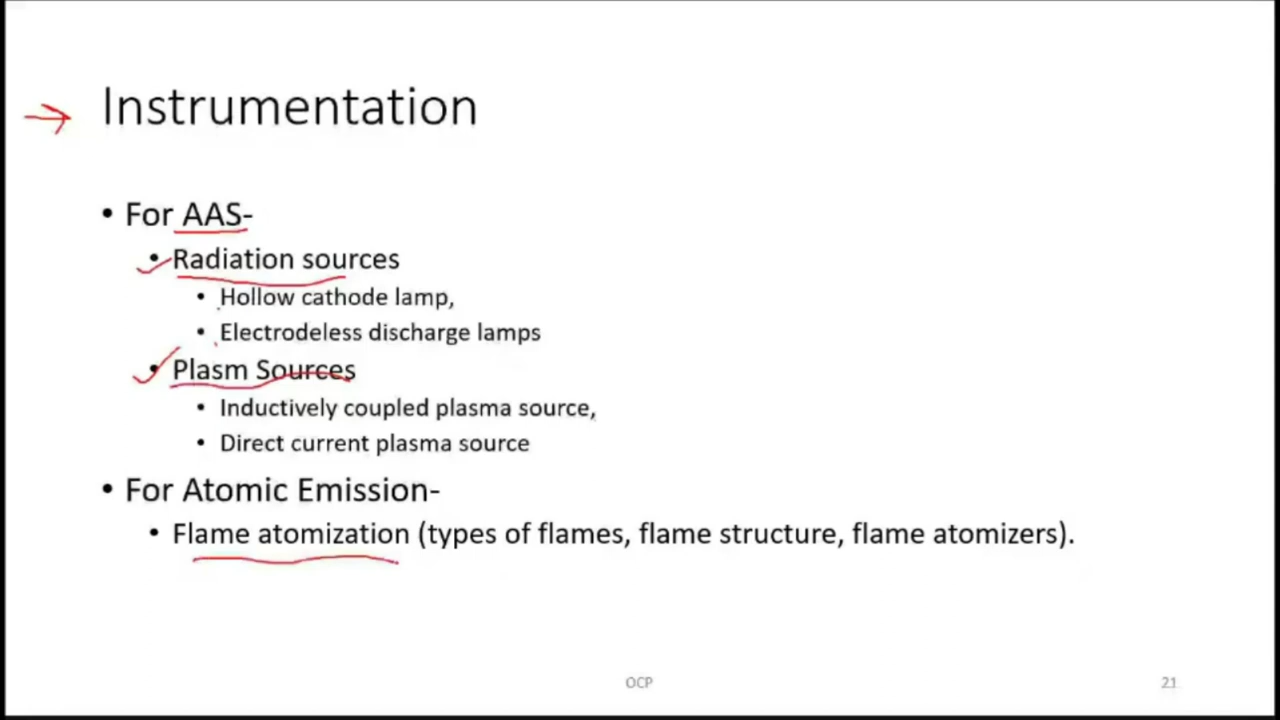 Instrumentation
• For AAS-
• Radiation sources
• Hollow cathode lamp,
• Electrodeless discharge lamps
• Plasm Sources
• Inductively coupled plasma source,
• Direct current plasma source
• For Atomic Emission-
• Flame atomization (types of flames, flame structure, flame atomizers).
OCP
21